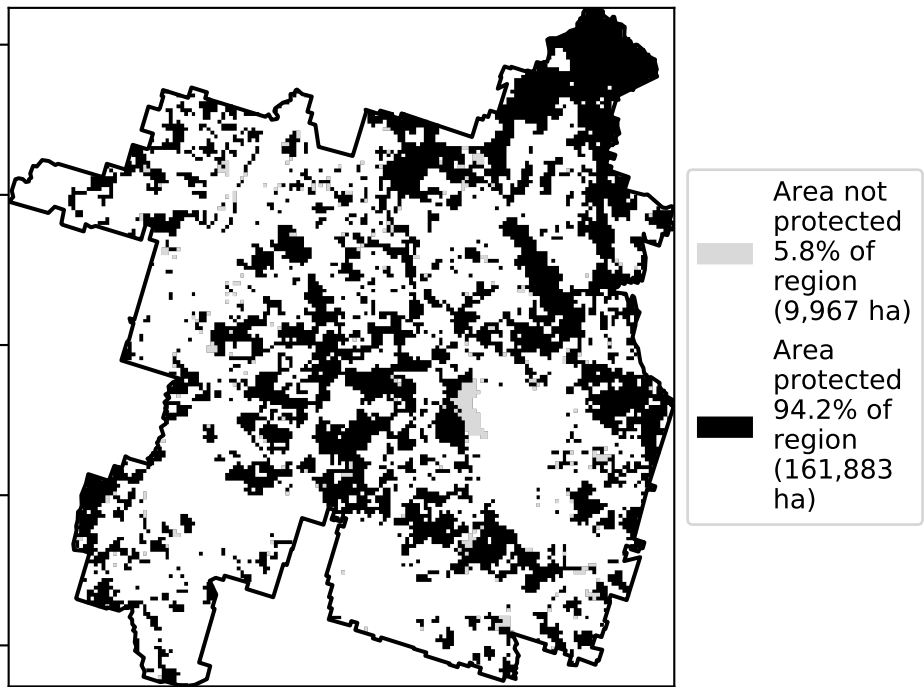 Area not
protected
5.8% of
region
(9,967 ha)
Area
protected
94.2% of
region
(161,883
ha)